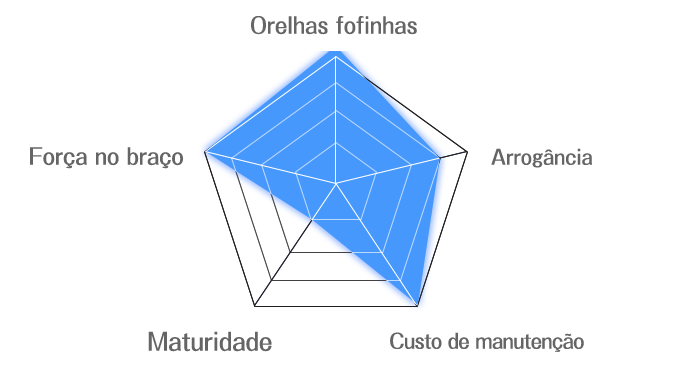 Orelhas fofinhas
Força no braço
Arrogância
Maturidade
Custo de manutenção